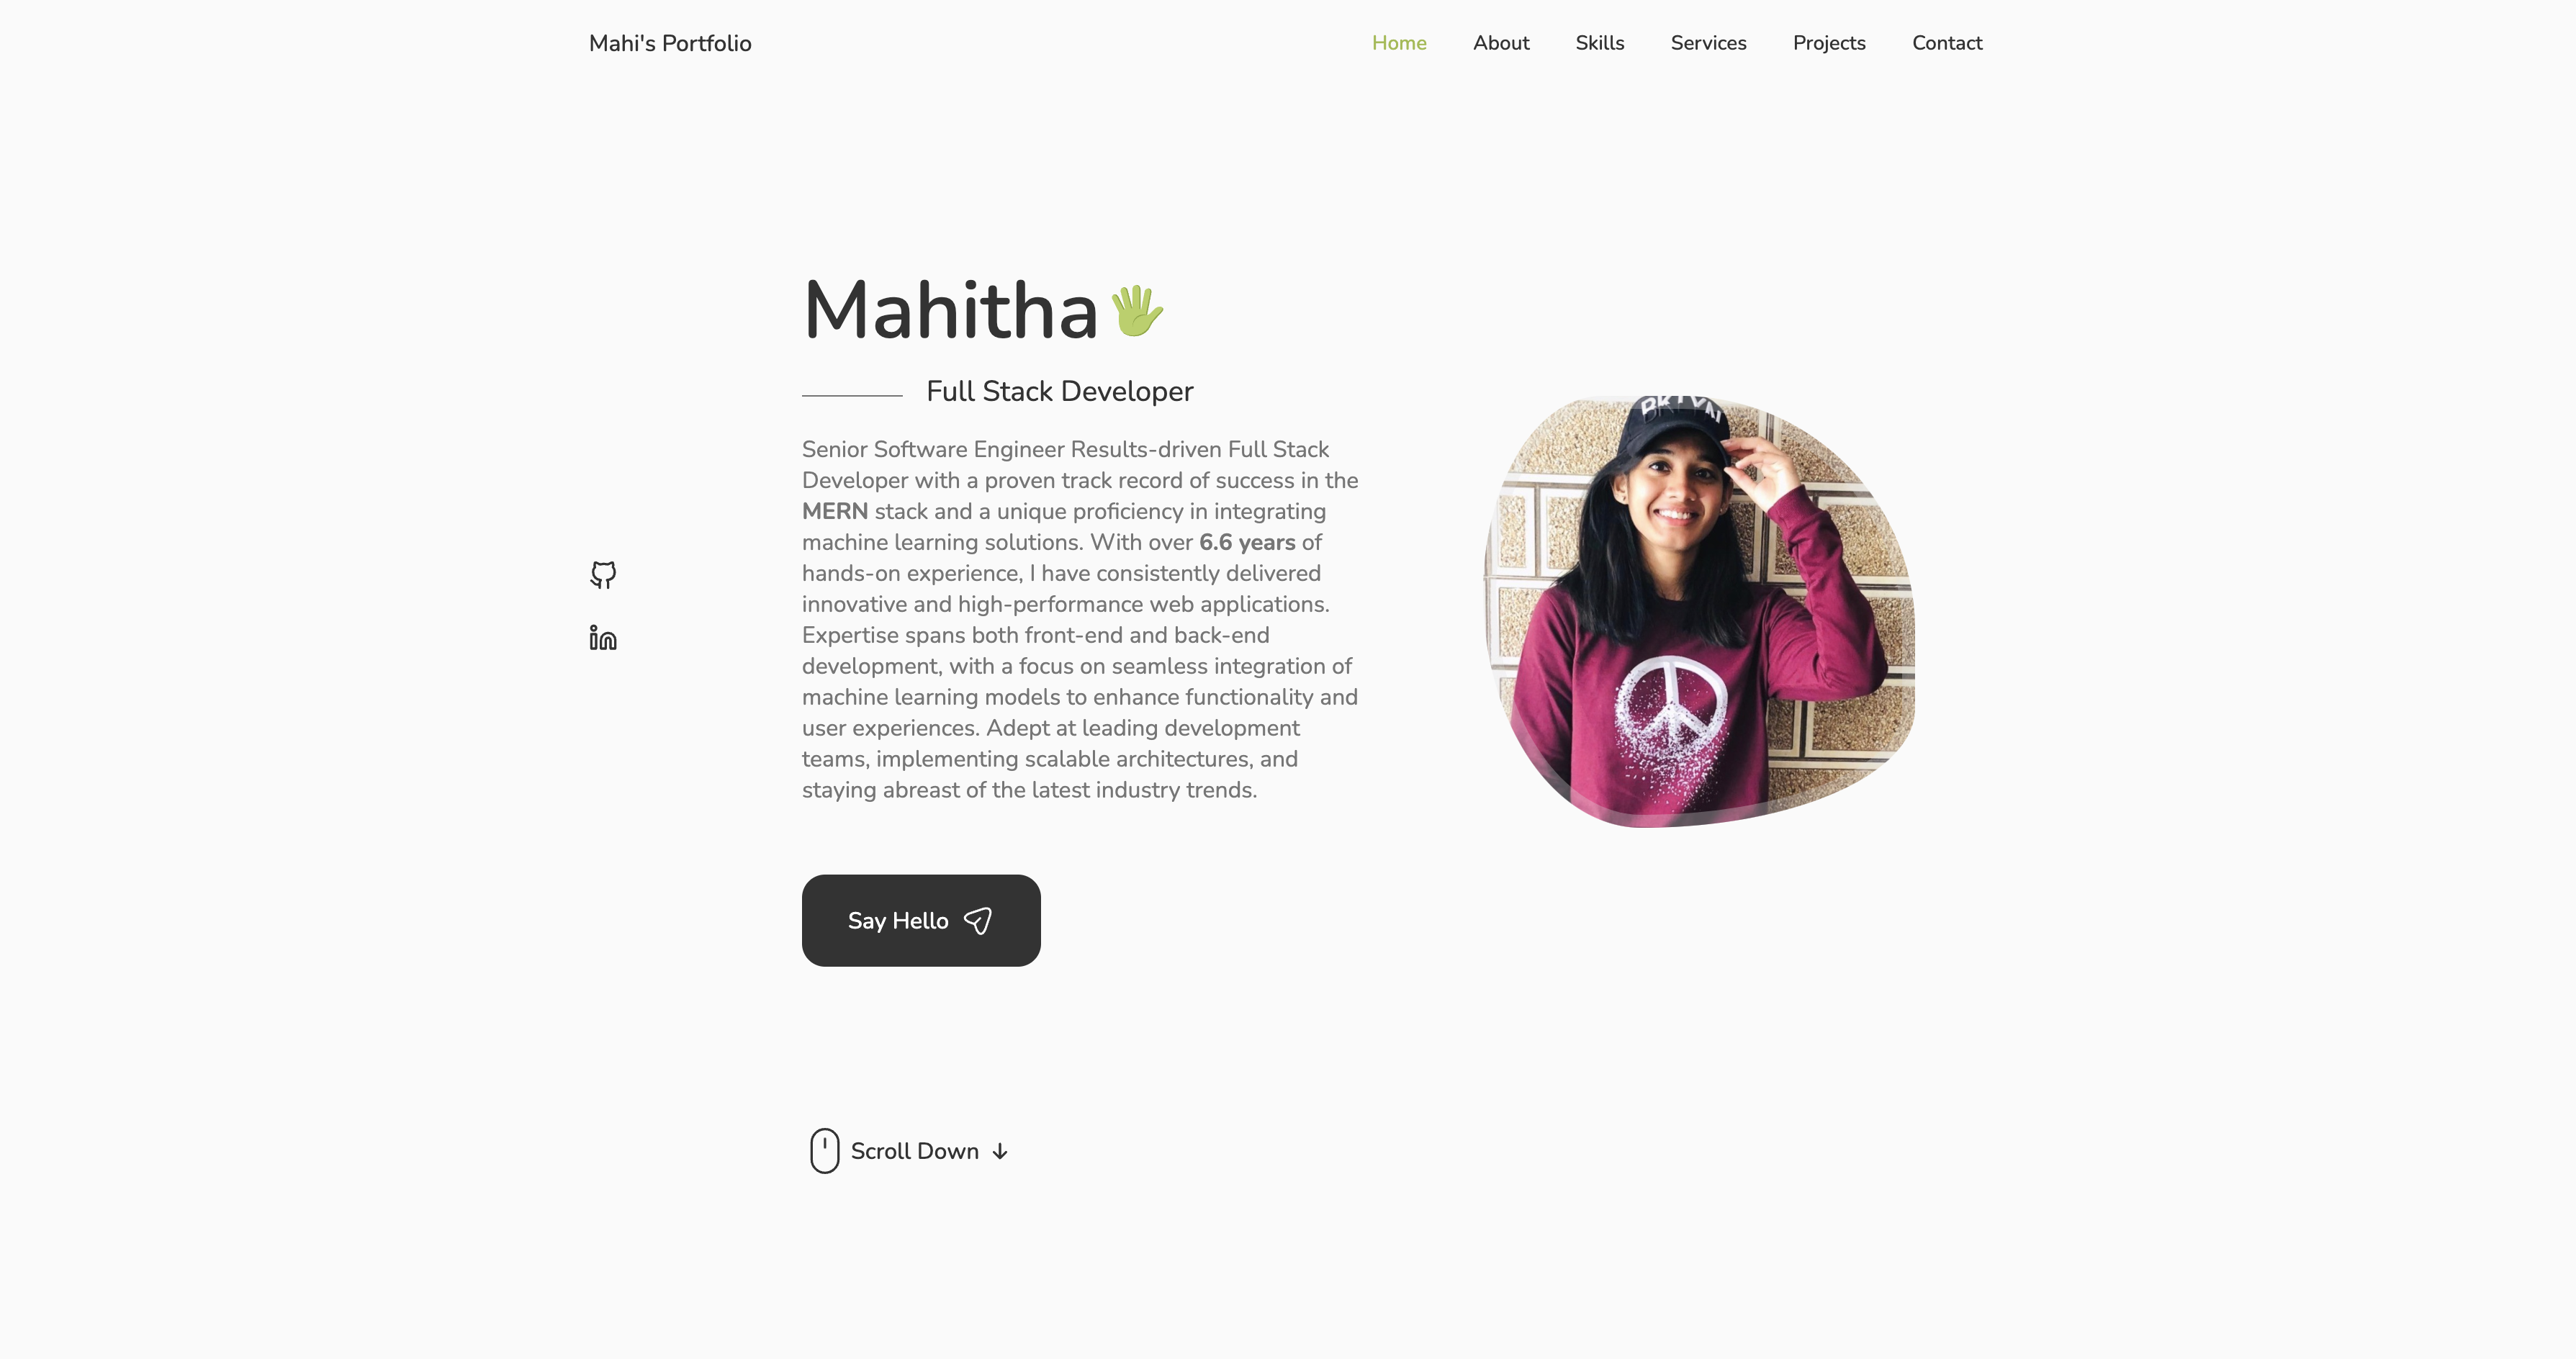 Mahi's Portfolio
Home About Skills Services Projects Contact
Mahitha
Full Stack Developer
Senior Software Engineer Results-driven Full Stack
Developer with a proven track record of success in the
MERN stack and a unique proficiency in integrating
machine learning solutions. With over 6.6 years of
hands-on experience, I have consistently delivered
innovative and high-performance web applications.
Expertise spans both front-end and back-end
development, with a focus on seamless integration of
machine learning models to enhance functionality and
user experiences. Adept at leading development
teams, implementing scalable architectures, and
staying abreast of the latest industry trends.
in
Say Hello
Scroll Down